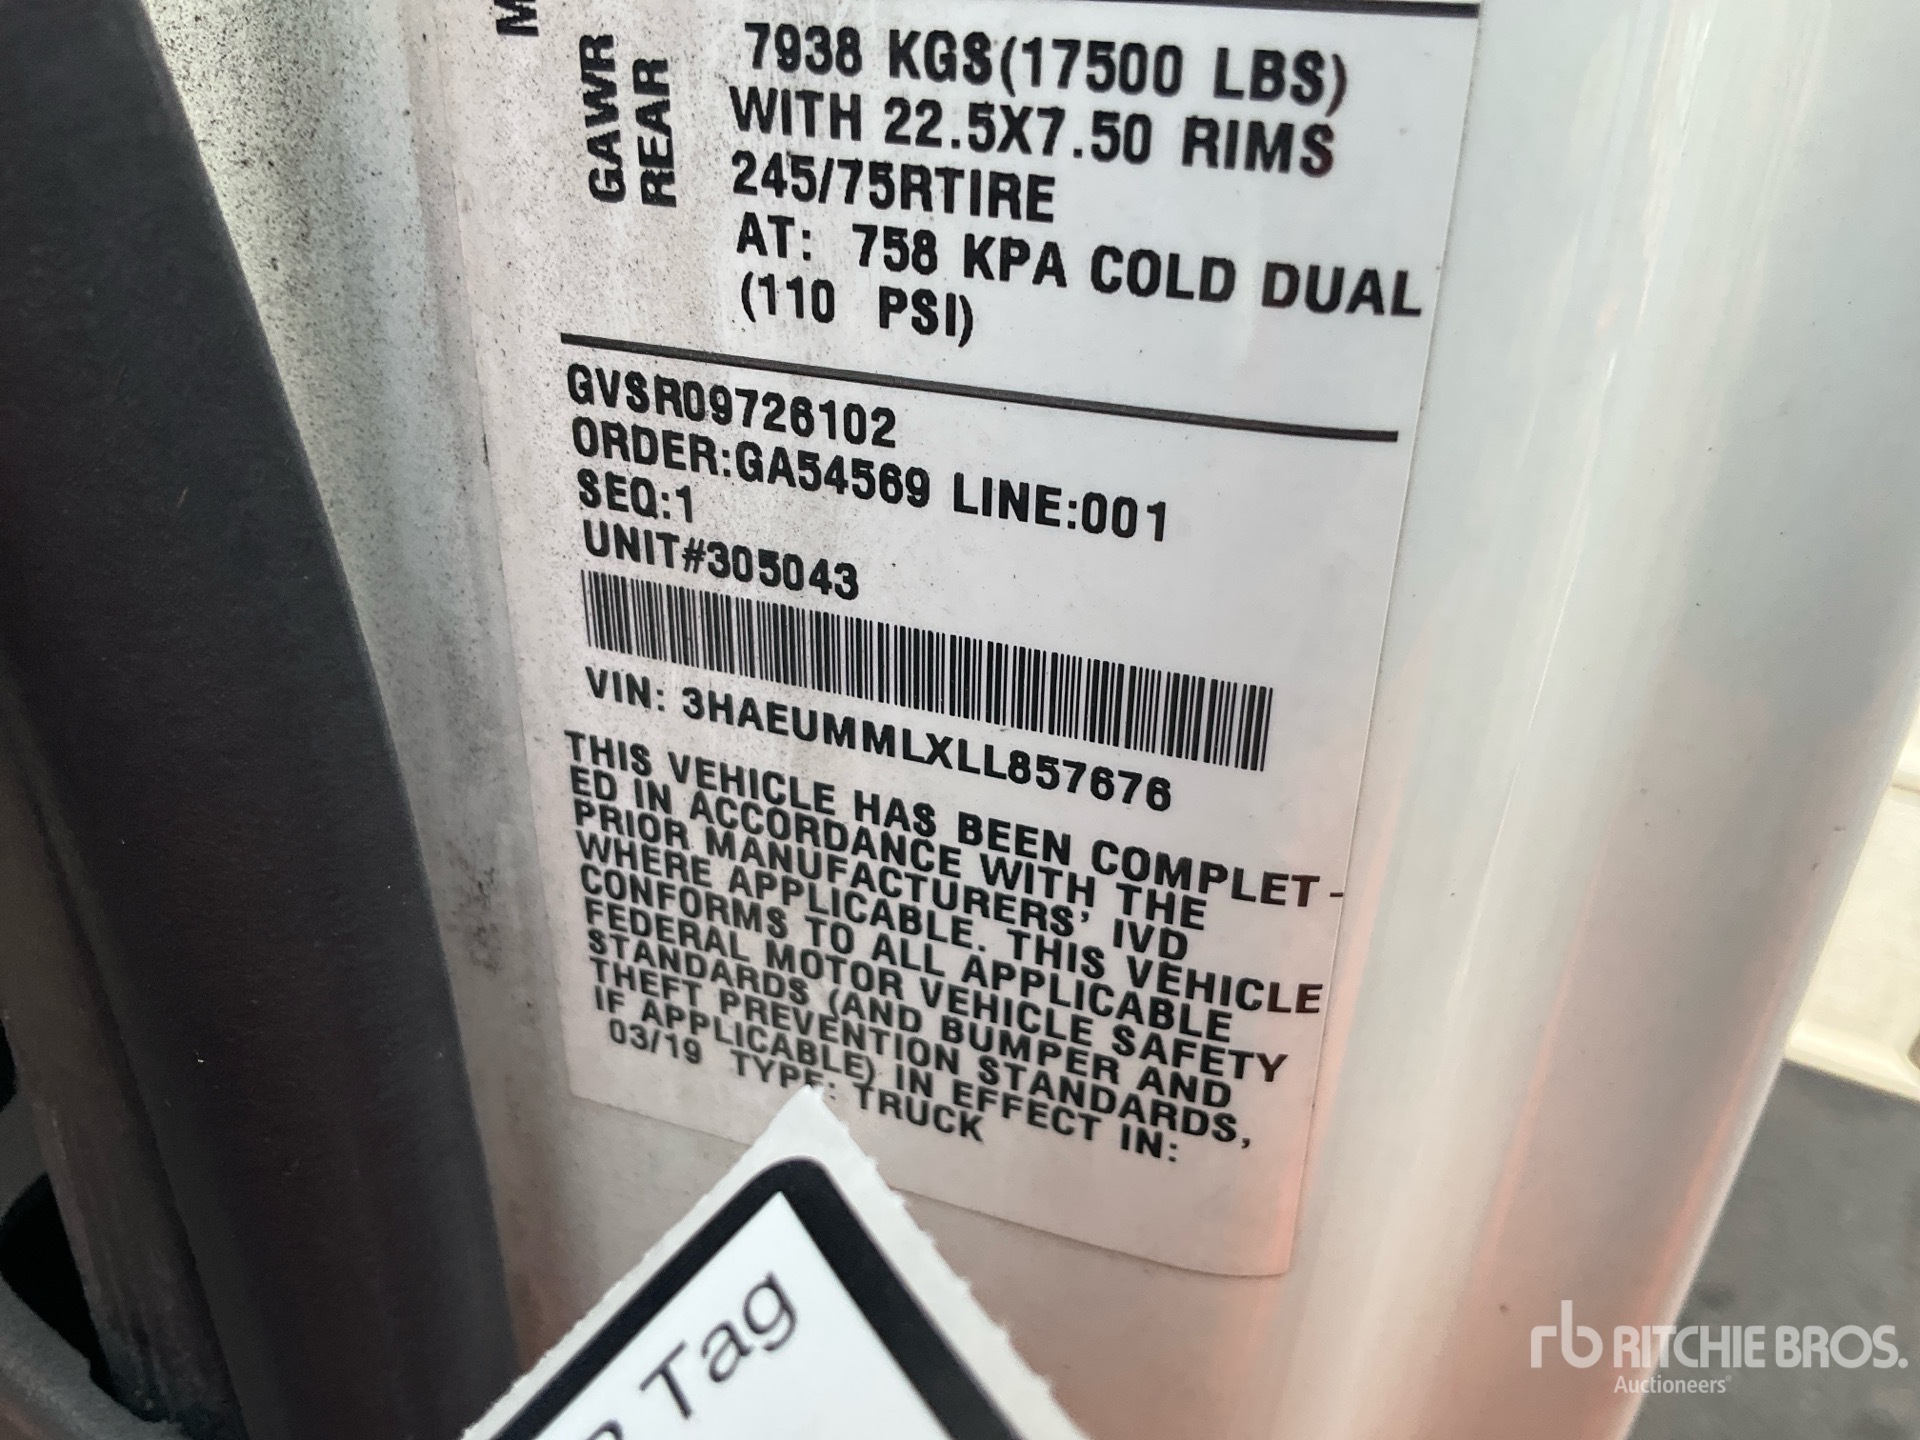 GAWR
REAR
7938 KGS(17500 LBS)
WITH 22.5X7.50 RIMS
245/75RTIRE
AT: 758 KPA COLD DUAL
(110 PSI)
GVSR09726102
ORDER:GA54569 LINE:001
SEQ:1
UNIT#305043
VIN: 3HAEUMMLXLL857676
THIS VEHICLE HAS BEEN COMPLET-
ED IN ACCORDANCE WITH THE
PRIOR MANUFACTURERS' IVD
WHERE APPLICABLE. THIS VEHICLE
CONFORMS TO ALL APPLICABLE
FEDERAL MOTOR VEHICLE SAFETY
STANDARDS (AND BUMPER AND
THEFT PREVENTION STANDARDS,
IF APPLICABLE) IN EFFECT IN:
03/19 TYPE: TRUCK
Tag
rb RITCHIE BROS.
Auctioneers